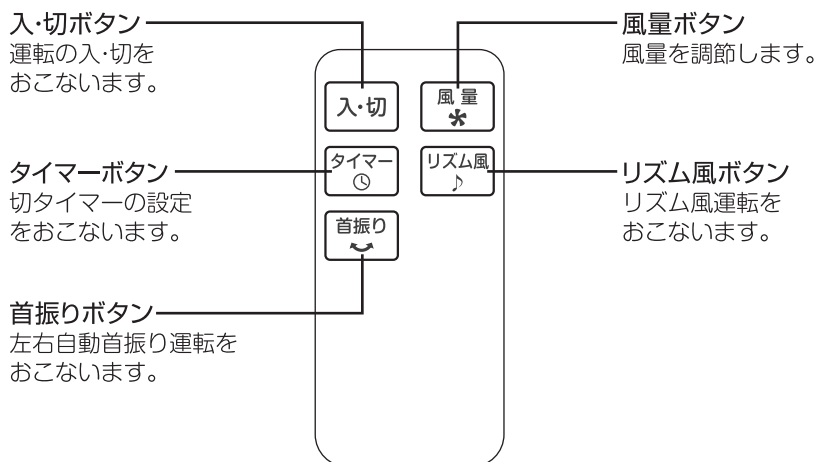 入・切ボタン
運転の入・切を
おこないます。
タイマーボタン
切タイマーの設定
をおこないます。
首振りボタン
左右自動首振り運転を
おこないます。
入・切
風量
タイマー
リズム風
♪
首振り
風量ボタン
風量を調節します。
リズム風ボタン
リズム風運転を
おこないます。